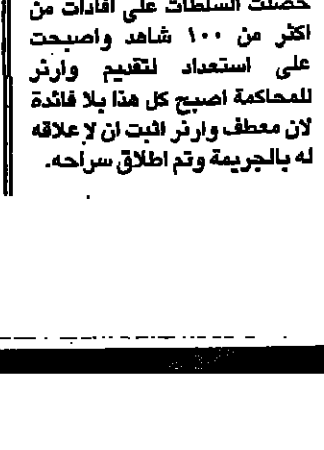 حصلت السلطات على افادات من
اكثر من ١٠٠ شاهد واصبحت
على استعداد لتقديم وارنر
للمحاكمة اصبح كل هذا بلا فائدة
لان معطف وارنر اثبت ان لا علاقه
له بالجريمة وتم اطلاق سراحه.